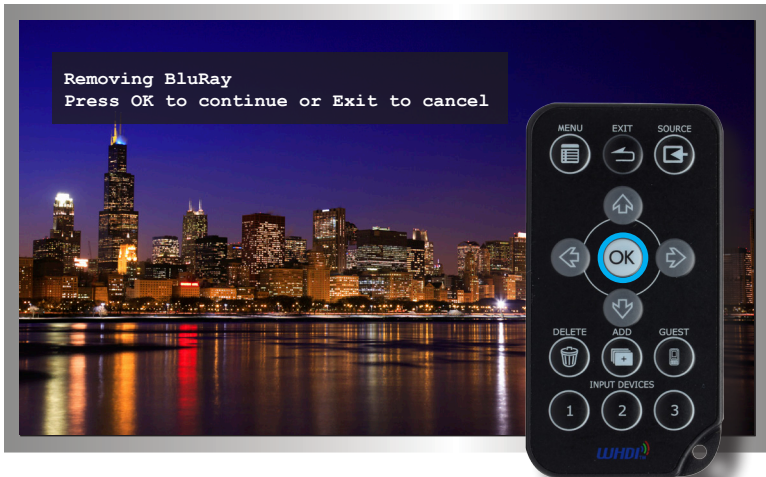 Removing BluRay
Press OK to continue or Exit to cancel
MENU EXIT SOURCE
OK
DELETE ADD GUEST
INPUT DEVICES
1 2 3
WHDI